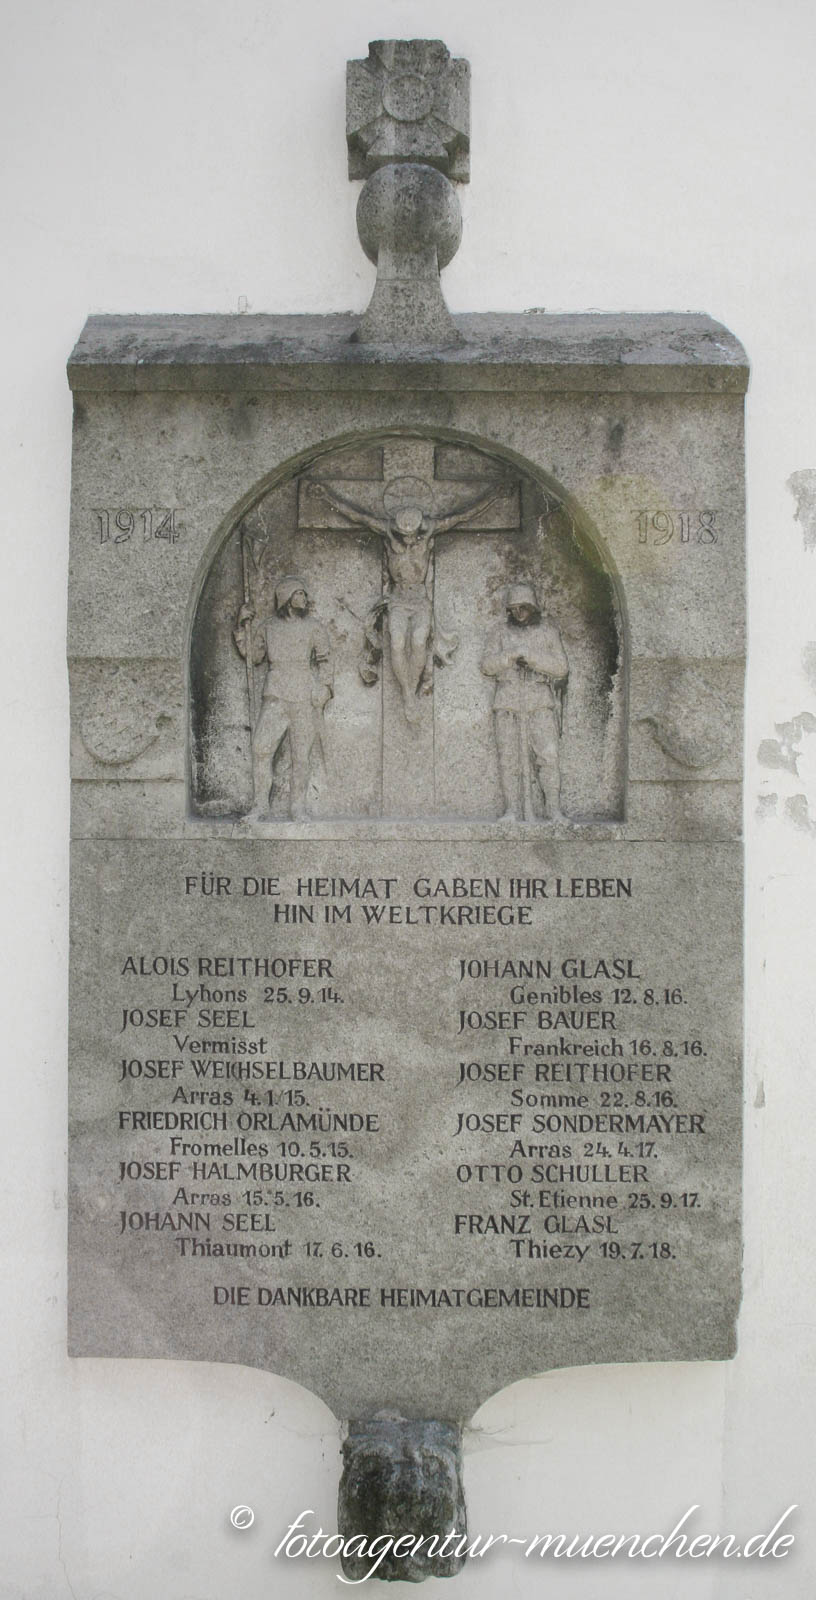 1914
1918
FÜR DIE HEIMAT GABEN IHR LEBEN
HIN IM WELTKRIEGE
ALOIS REITHOFER
Lyhons 25.9.14.
JOSEF SEEL
Vermisst
JOSEF WEICHSELBAUMER
Arras 4.1.15.
FRIEDRICH ORLAMÜNDE
Fromelles 10.5.15.
JOSEF HALMBURGER
Arras 15.5.16.
JOHANN SEEL
Thiaumont 17.6.16.
JOHANN GLASL
Genibles 12.8.16.
JOSEF BAUER
Frankreich 16.8.16.
JOSEF REITHOFER
Somme 22.8.16.
JOSEF SONDERMAYER
Arras 24.4.17.
OTTO SCHULLER
St. Etienne 25.9.17.
FRANZ GLASL
Thiezy 19.7.18.
DIE DANKBARE HEIMATGEMEINDE
© fotoagentur-muenchen.de